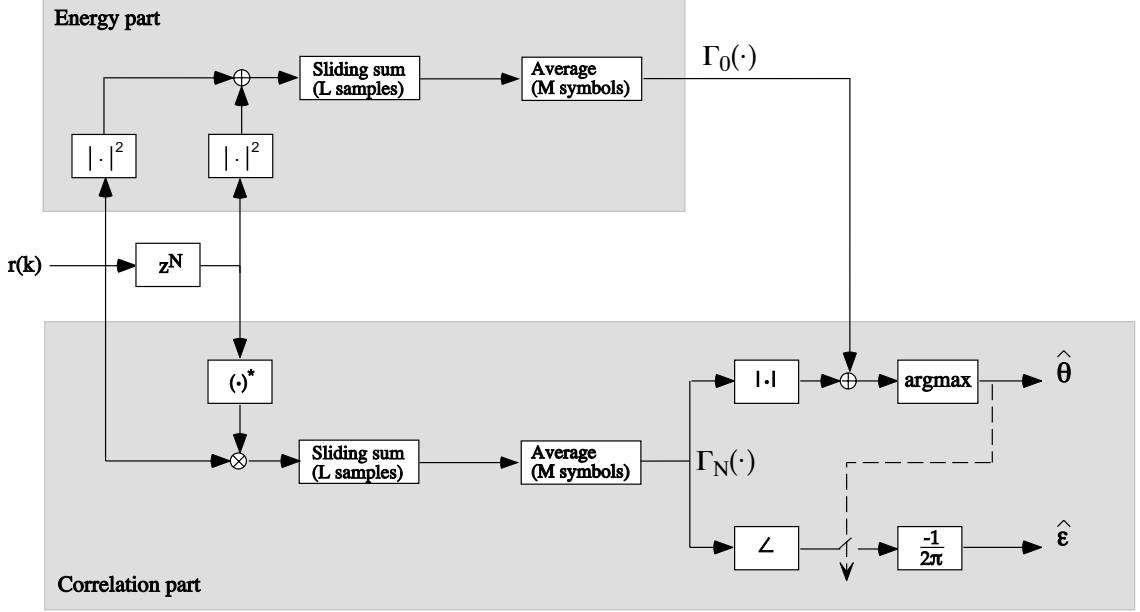 Energy part
Γ0(·)
Sliding sum
(L samples)
Average
(M symbols)
|·|²
|·|²
r(k)
zᴺ
(·)*
|·|
argmax
θ̂
Sliding sum
(L samples)
Average
(M symbols)
ΓN(·)
∠
-1
2π
ε̂
Correlation part